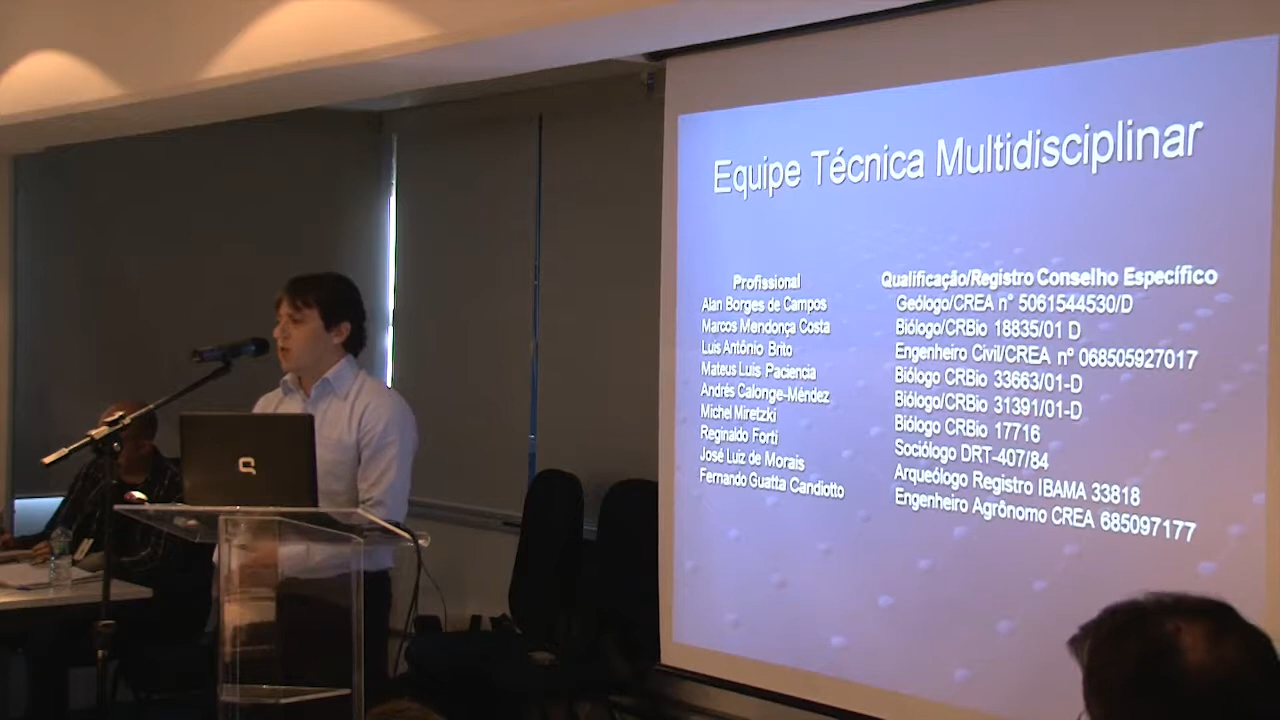 Equipe Técnica Multidisciplinar
Profissional Qualificação/Registro Conselho Específico
Alan Borges de Campos Geólogo/CREA n° 5061544530/D
Marcos Mendonça Costa Biólogo/CRBio 18835/01 D
Luis Antônio Brito Engenheiro Civil/CREA nº 068505927017
Mateus Luis Paciencia Biólogo CRBio 33663/01-D
Andrés Calonge-Méndez Biólogo/CRBio 31391/01-D
Michel Miretzki Biólogo CRBio 17716
Reginaldo Forti Sociólogo DRT-407/84
José Luiz de Morais Arqueólogo Registro IBAMA 33818
Fernando Guatta Candiotto Engenheiro Agrônomo CREA 685097177